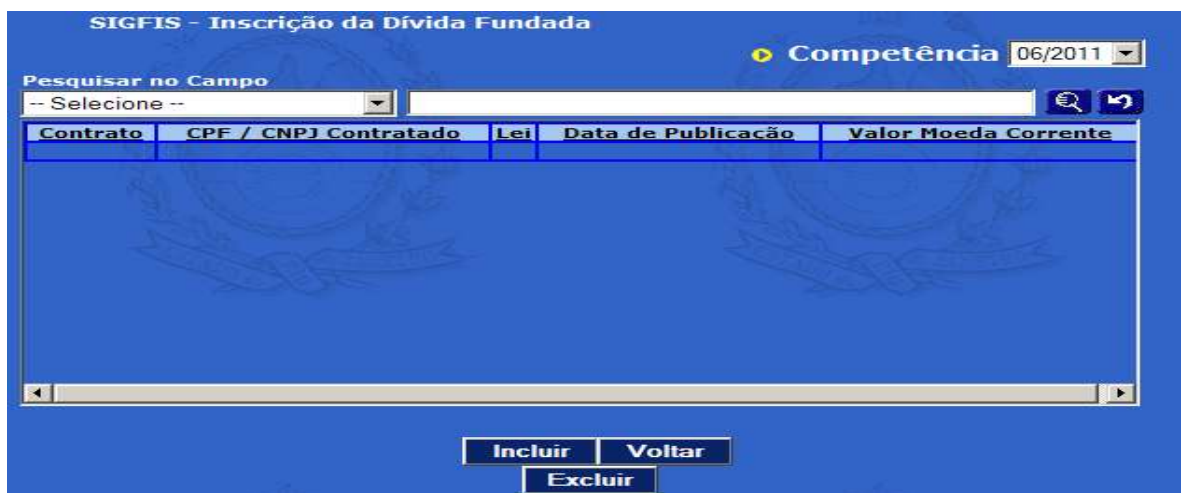 SIGFIS - Inscrição da Dívida Fundada
Competência 06/2011
Pesquisar no Campo
-- Selecione --
Contrato CPF / CNPJ Contratado Lei Data de Publicação Valor Moeda Corrente
Incluir Voltar
Excluir